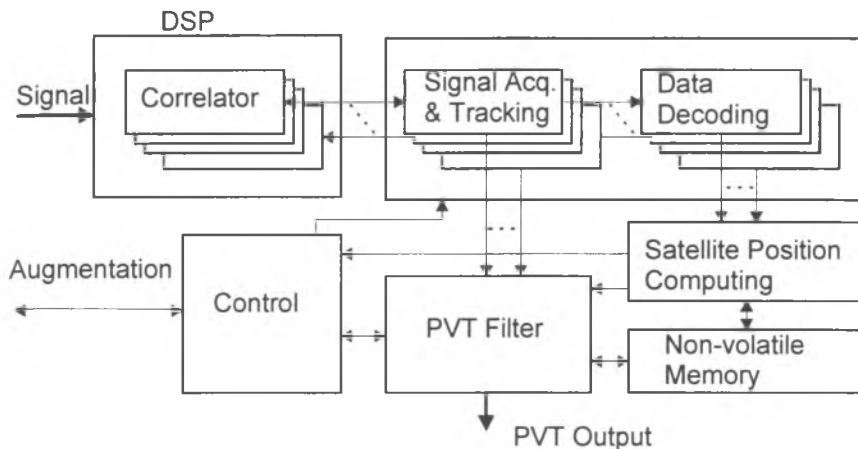 DSP
Signal
Correlator
Signal Acq.
& Tracking
Data
Decoding
Augmentation
Control
PVT Filter
Satellite Position
Computing
Non-volatile
Memory
PVT Output